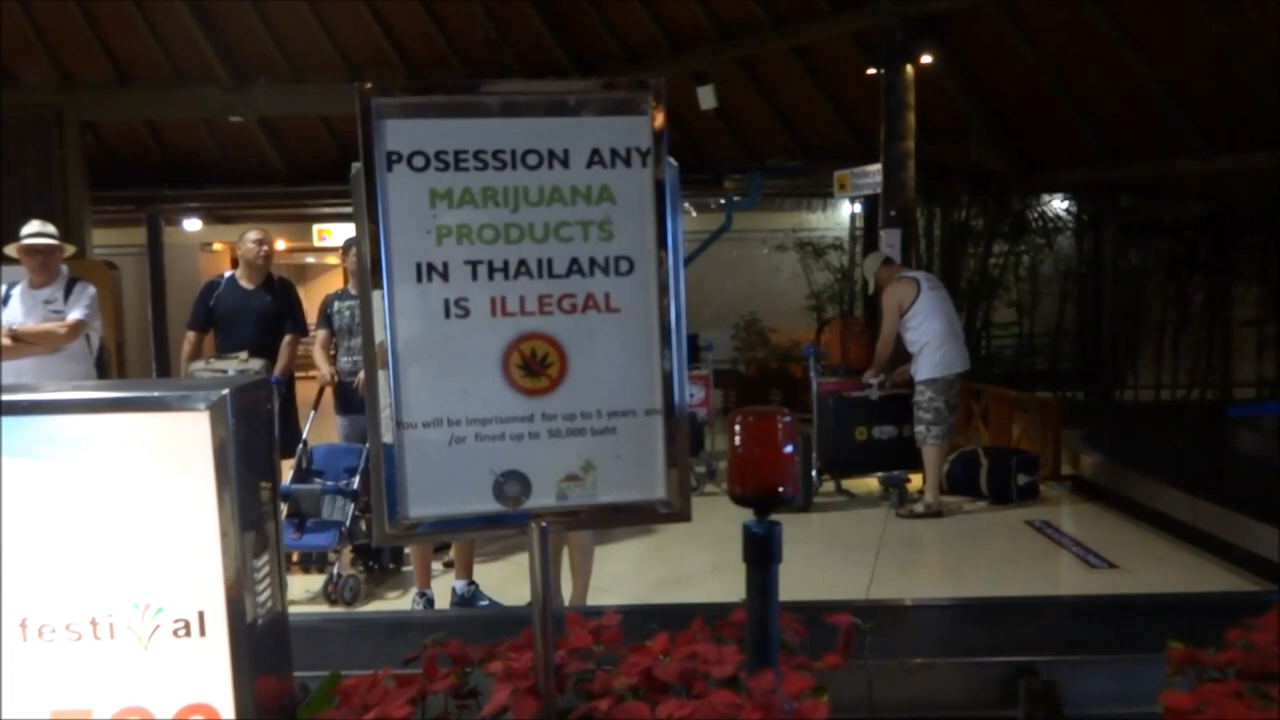 POSESSION ANY
MARIJUANA
PRODUCTS
IN THAILAND
IS ILLEGAL
You will be imprisoned for up to 5 years and
/or fined up to 50,000 baht
festival